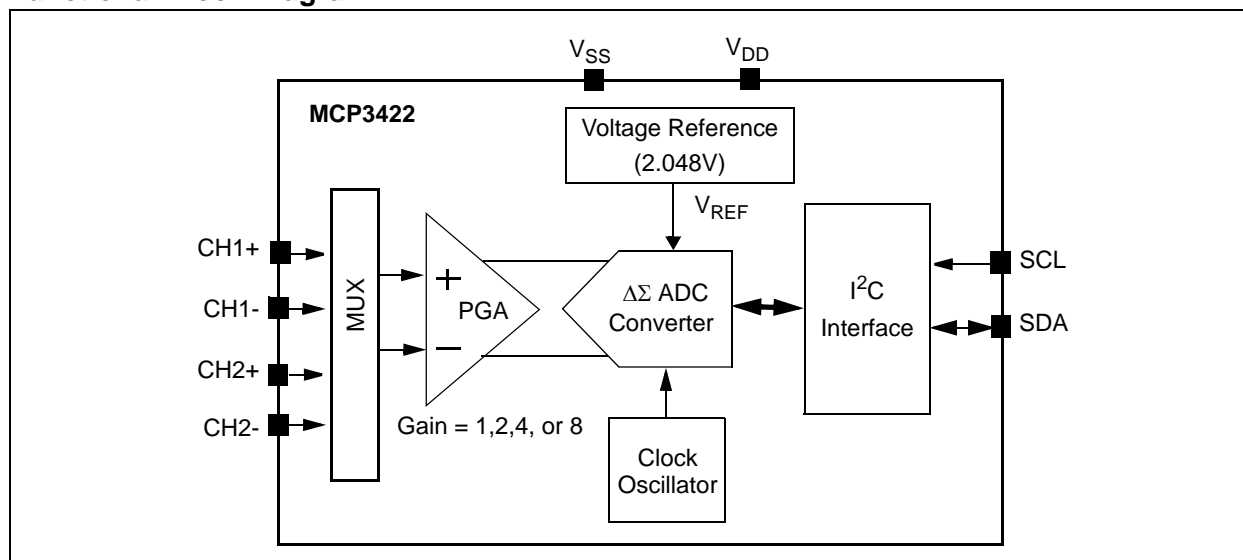 V_SS
V_DD
MCP3422
Voltage Reference
(2.048V)
V_REF
CH1+
CH1-
CH2+
CH2-
MUX
+
PGA
−
Gain = 1,2,4, or 8
ΔΣ ADC
Converter
Clock
Oscillator
I²C
Interface
SCL
SDA